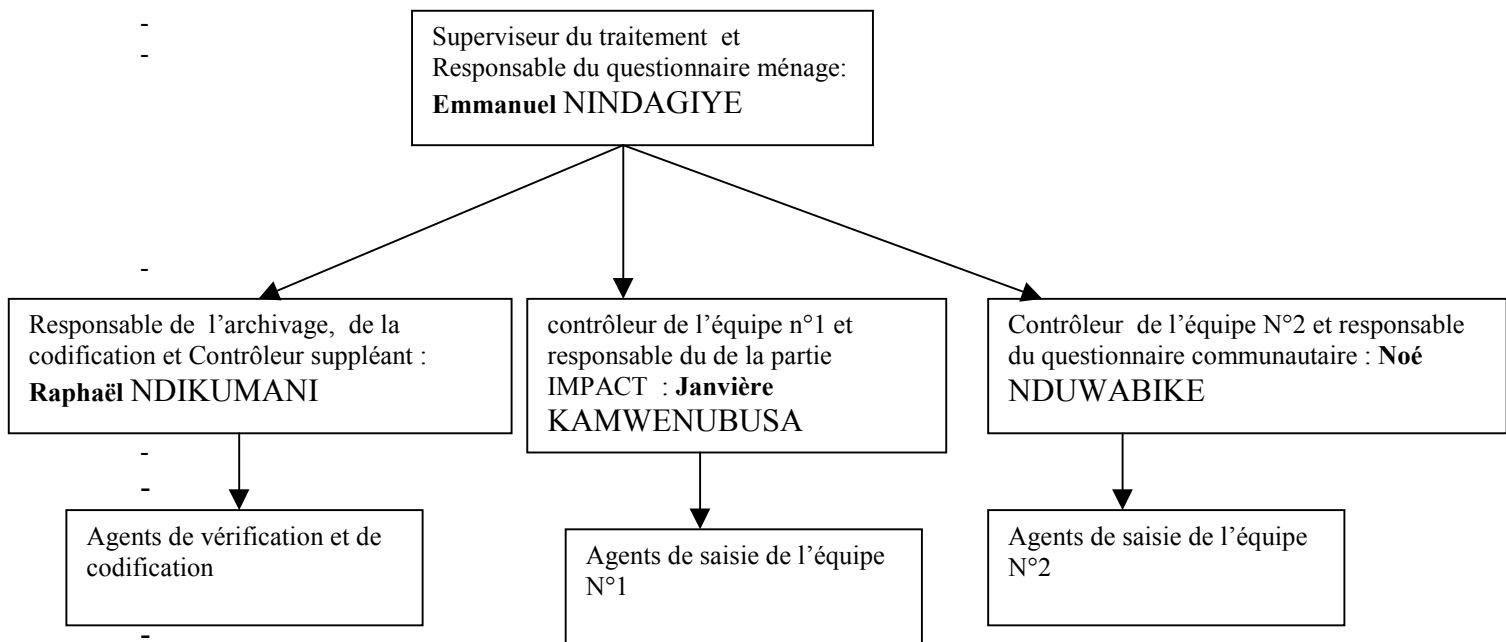 -
-
Superviseur du traitement et
Responsable du questionnaire ménage:
Emmanuel NINDAGIYE
-
Responsable de l’archivage, de la
codification et Contrôleur suppléant :
Raphaël NDIKUMANI
contrôleur de l’équipe n°1 et
responsable du de la partie
IMPACT : Janvière
KAMWENUBUSA
Contrôleur de l’équipe N°2 et responsable
du questionnaire communautaire : Noé
NDUWABIKE
-
-
Agents de vérification et de
codification
Agents de saisie de l’équipe
N°1
Agents de saisie de l’équipe
N°2
-